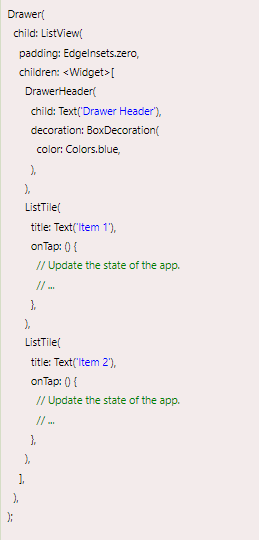 Drawer(
child: ListView(
padding: EdgeInsets.zero,
children: <Widget>[
DrawerHeader(
child: Text('Drawer Header'),
decoration: BoxDecoration(
color: Colors.blue,
),
),
ListTile(
title: Text('Item 1'),
onTap: () {
// Update the state of the app.
// ...
},
),
ListTile(
title: Text('Item 2'),
onTap: () {
// Update the state of the app.
// ...
},
),
],
),
);